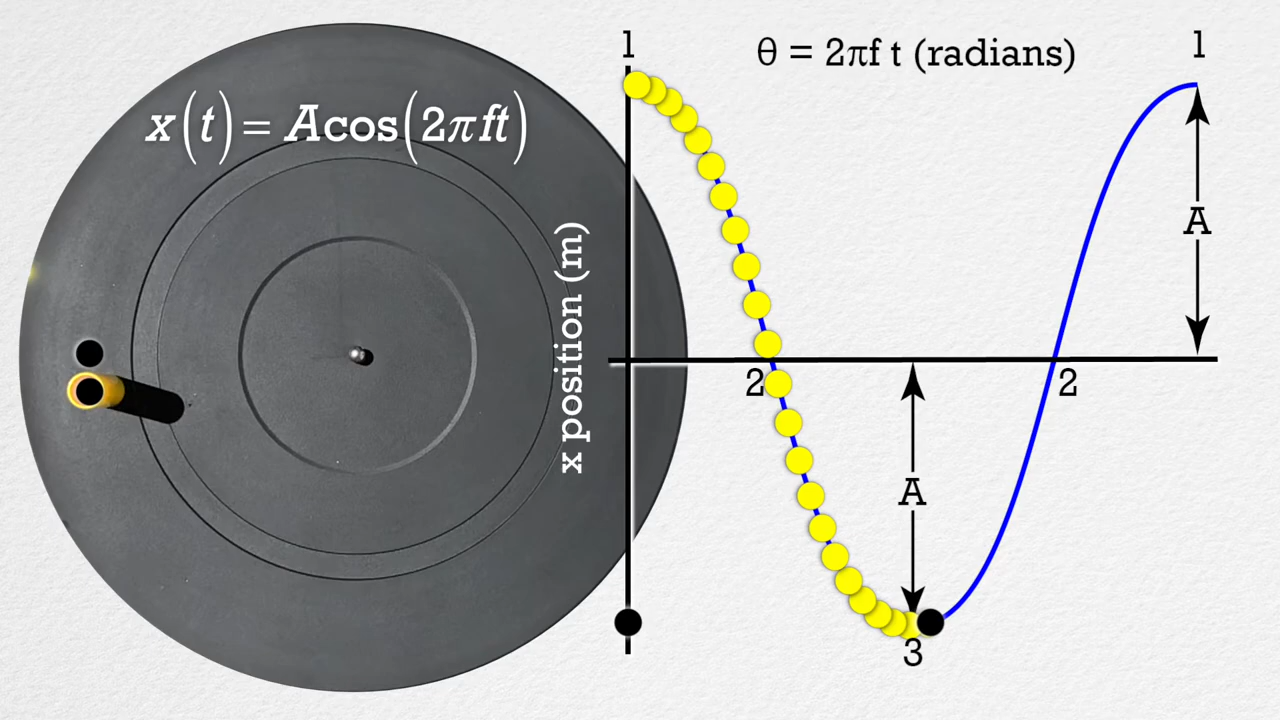 x(t) = Acos(2πft)
θ = 2πf t (radians)
1
1
x position (m)
A
2
2
A
3